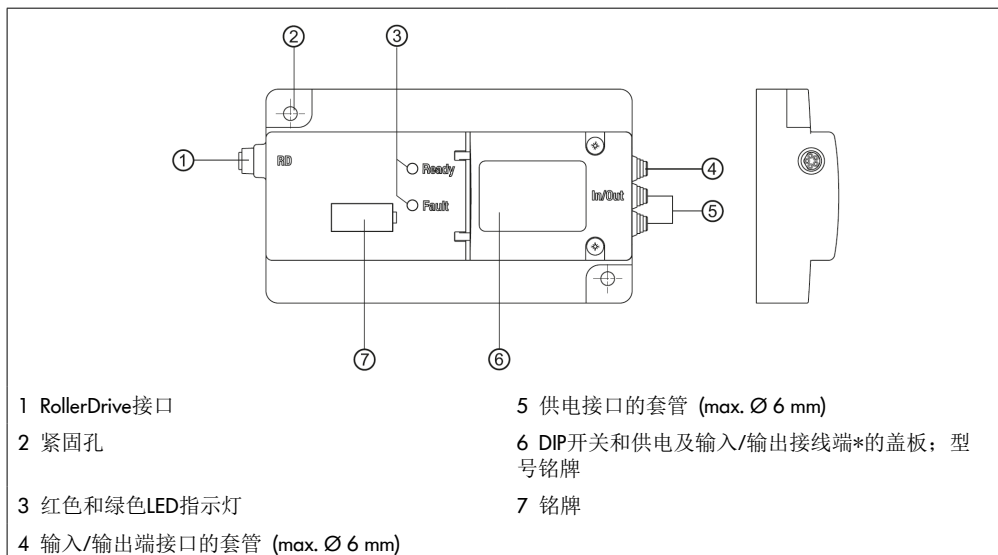 ② ③
① RD Ready Fault In/Out ④
⑤
⑦ ⑥
1 RollerDrive接口
2 紧固孔
3 红色和绿色LED指示灯
4 输入/输出端接口的套管 (max. Ø 6 mm)
5 供电接口的套管 (max. Ø 6 mm)
6 DIP开关和供电及输入/输出接线端*的盖板；型
号铭牌
7 铭牌